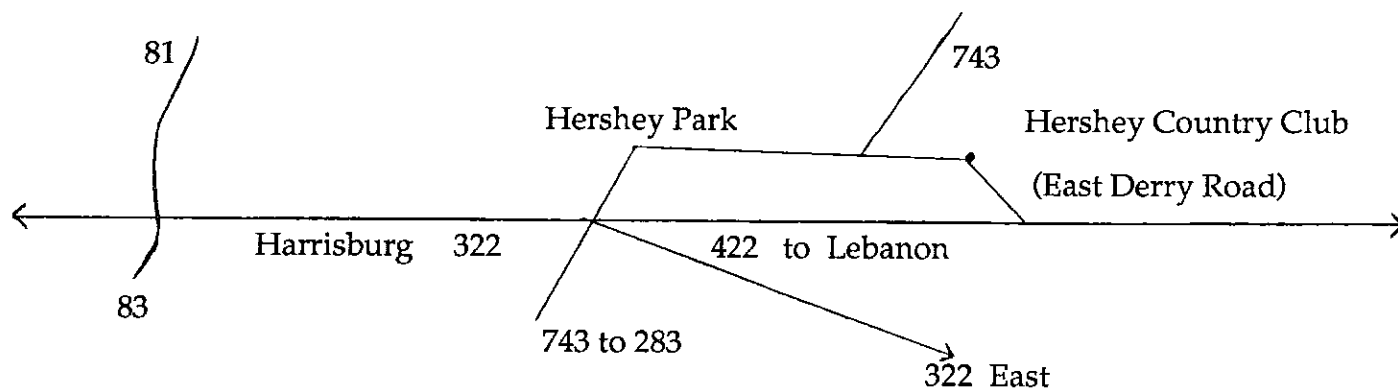 81
743
Hershey Park
Hershey Country Club
(East Derry Road)
Harrisburg 322
422 to Lebanon
83
743 to 283
322 East